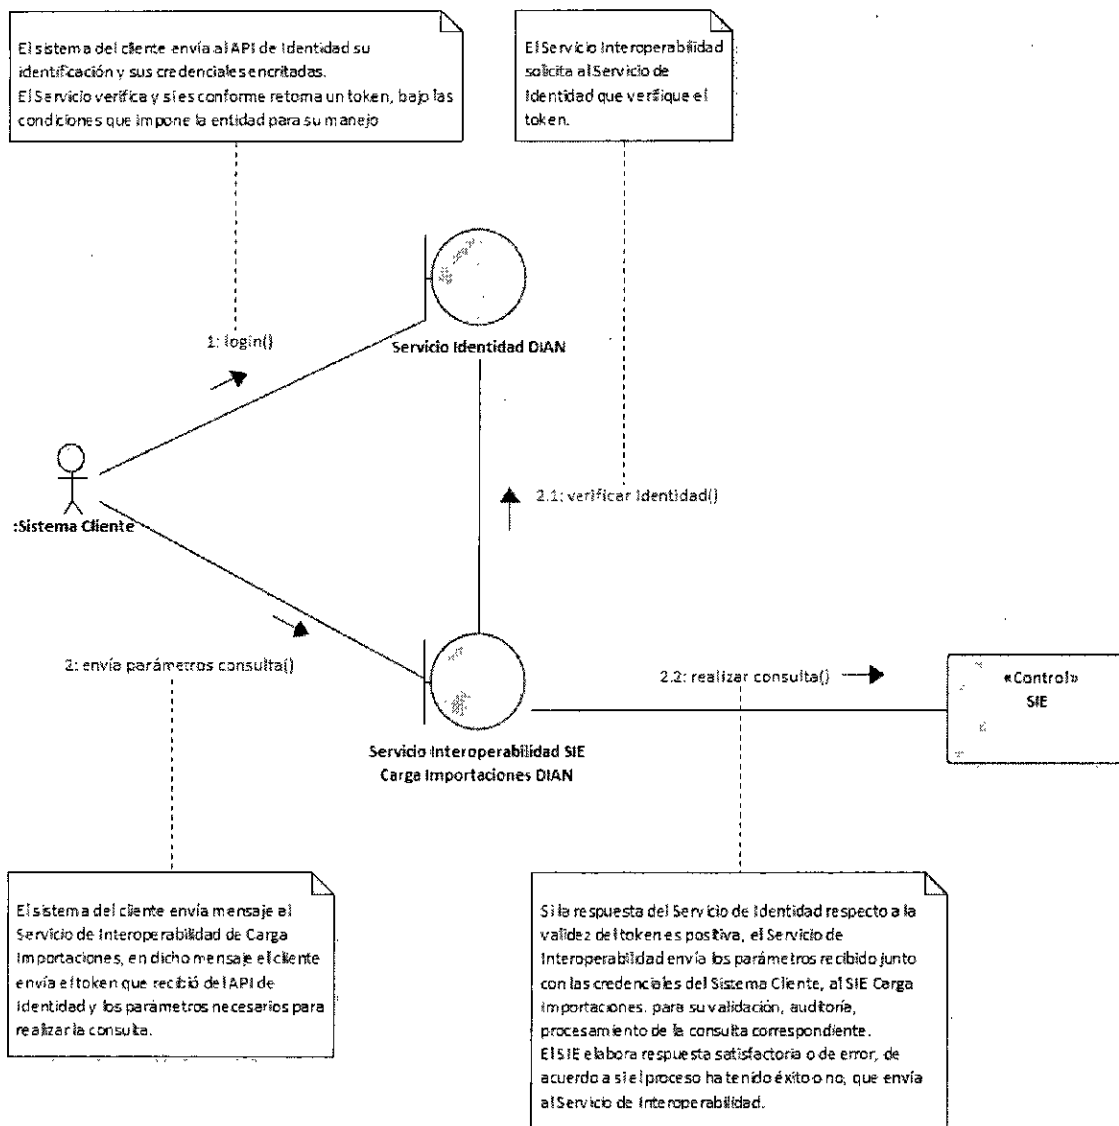 El sistema del cliente envía al API de Identidad su
identificación y sus credenciales encritadas.
El Servicio verifica y si es conforme retorna un token, bajo las
condiciones que impone la entidad para su manejo
El Servicio Interoperabilidad
solicita al Servicio de
Identidad que verifique el
token.
1: login()
Servicio Identidad DIAN
:Sistema Cliente
2.1: verificar identidad()
2: envía parámetros consulta()
2.2: realizar consulta()
«Control»
SIE
Servicio Interoperabilidad SIE
Carga Importaciones DIAN
El sistema del cliente envía mensaje al
Servicio de Interoperabilidad de Carga
Importaciones, en dicho mensaje el cliente
envía el token que recibió del API de
Identidad y los parámetros necesarios para
realizar la consulta.
Si la respuesta del Servicio de Identidad respecto a la
validez del token es positiva, el Servicio de
Interoperabilidad envía los parámetros recibido junto
con las credenciales del Sistema Cliente, al SIE Carga
Importaciones. para su validación, auditoría,
procesamiento de la consulta correspondiente.
El SIE elabora respuesta satisfactoria o de error, de
acuerdo a si el proceso ha tenido éxito o no, que envía
al Servicio de Interoperabilidad.